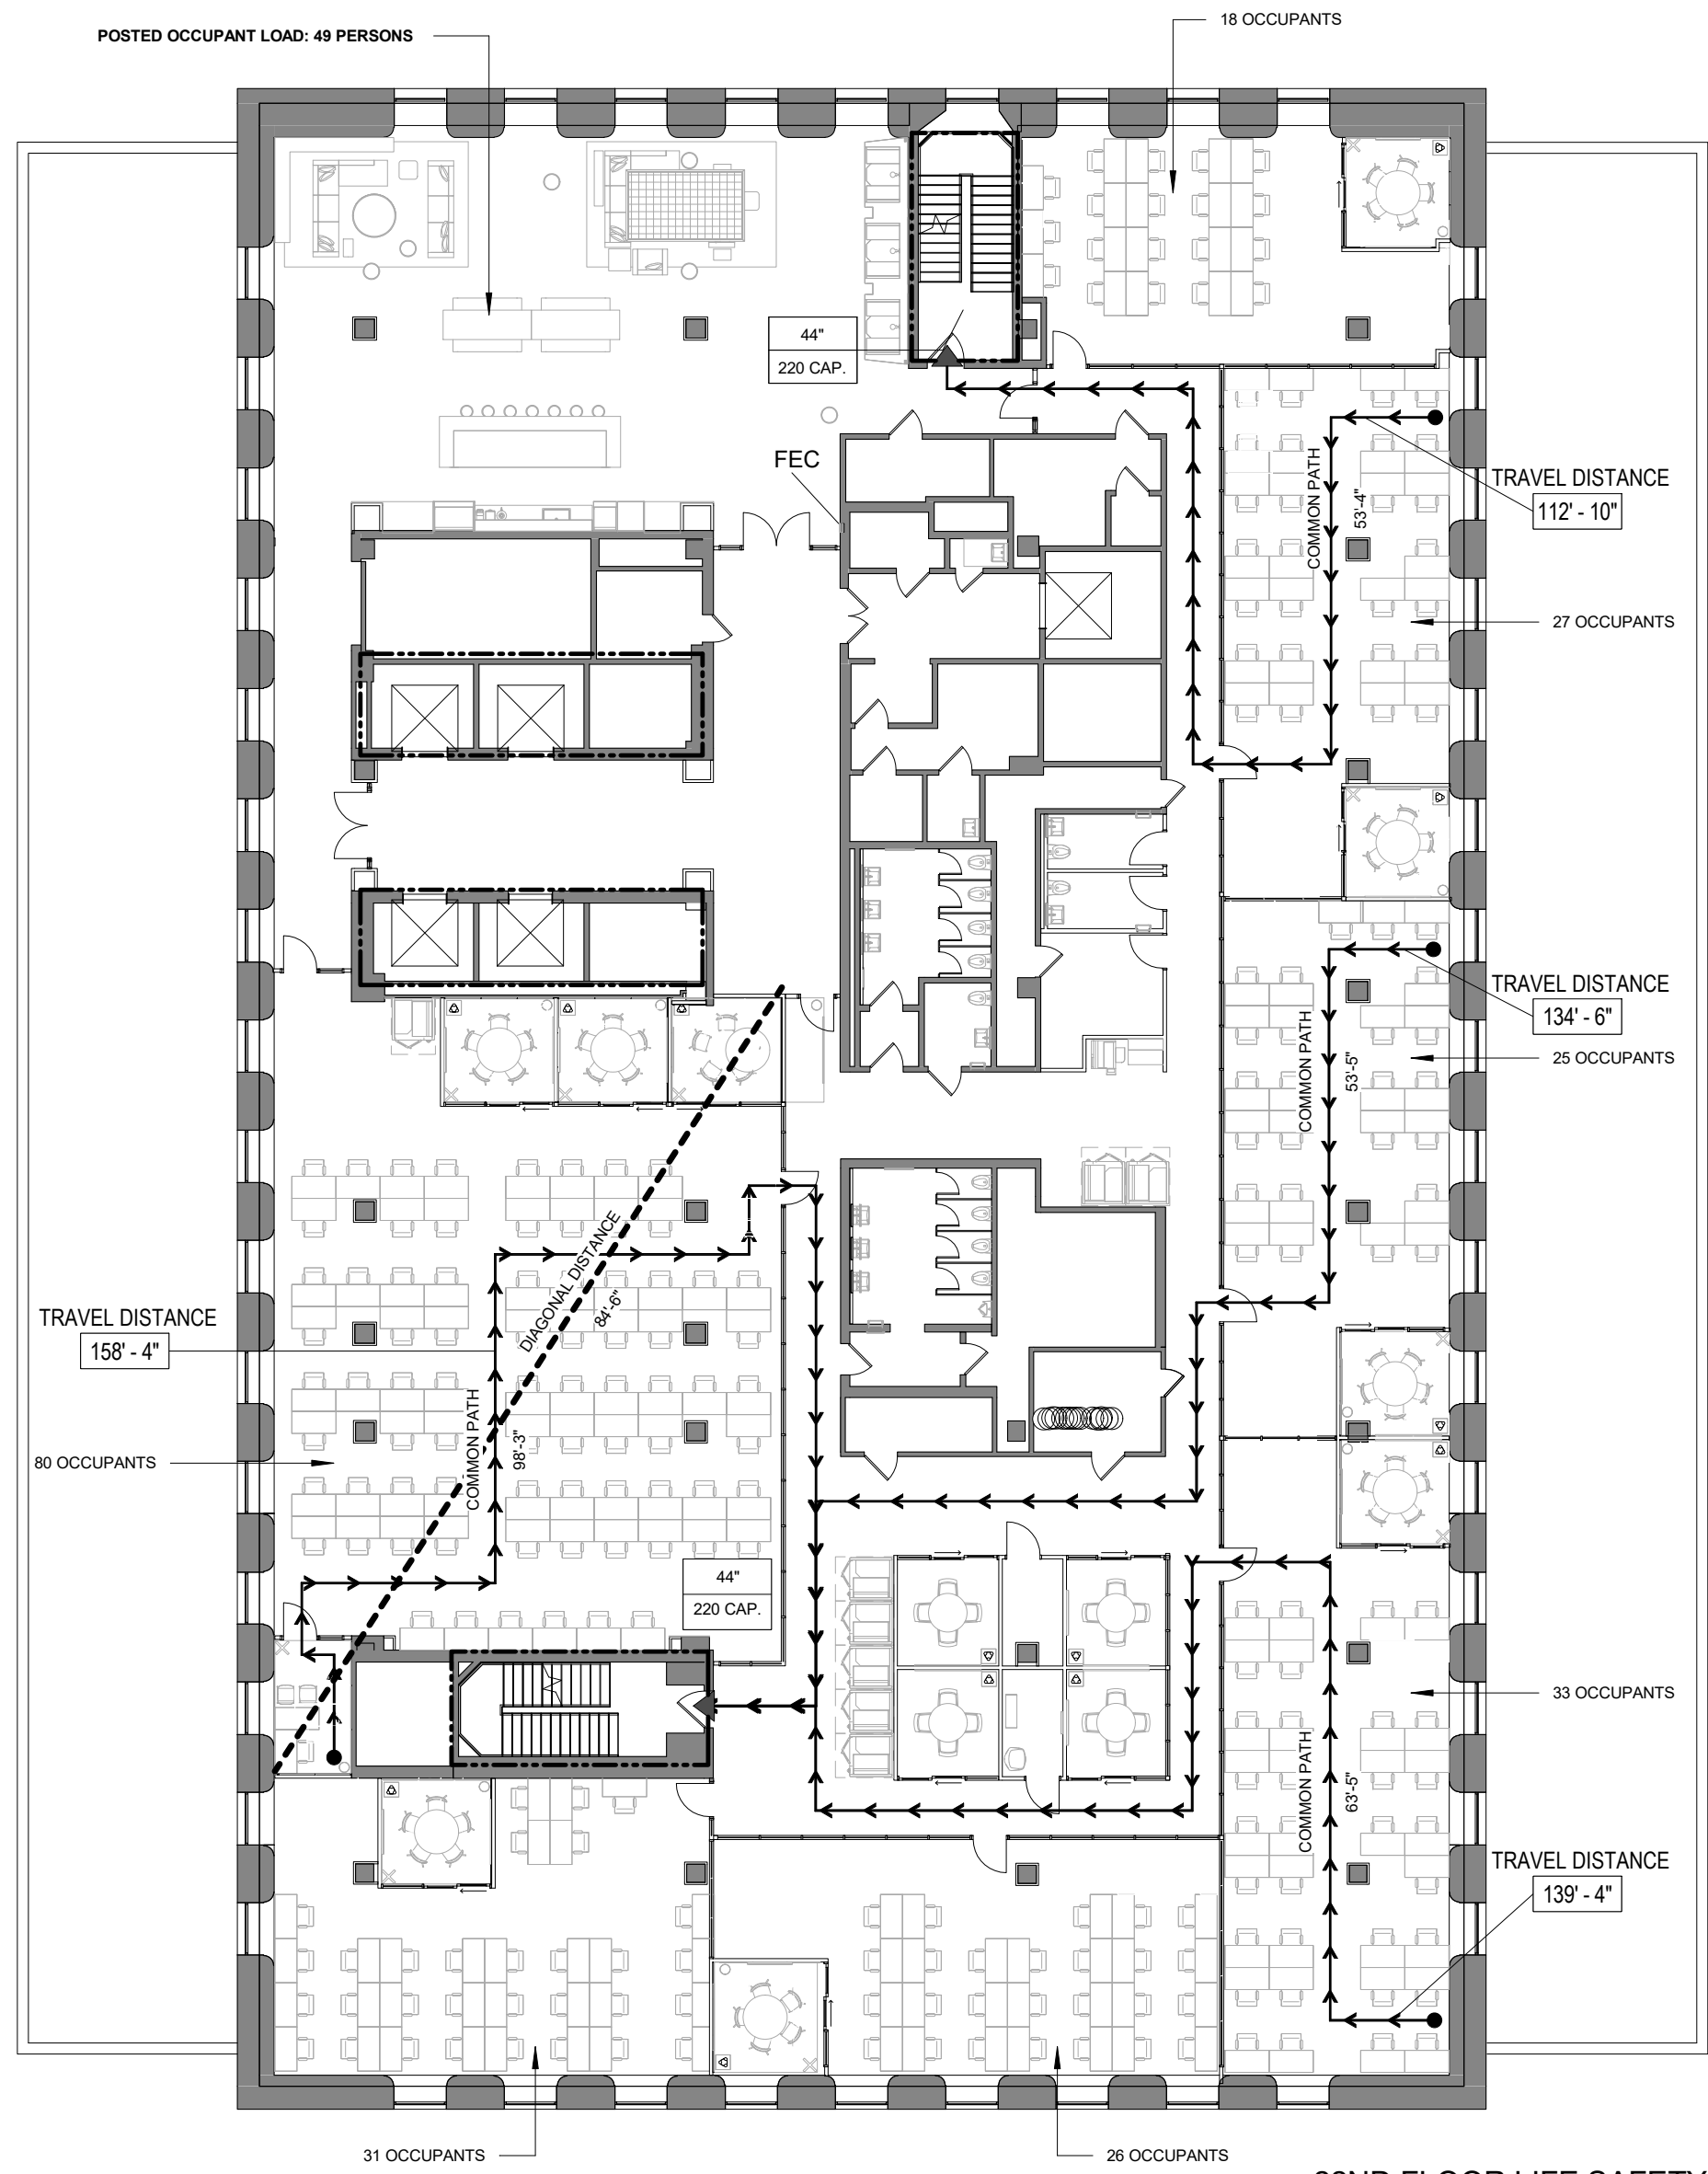 18 OCCUPANTS
POSTED OCCUPANT LOAD: 49 PERSONS
44"
220 CAP.
FEC
COMMON PATH
53'-4"
TRAVEL DISTANCE
112' - 10"
27 OCCUPANTS
TRAVEL DISTANCE
134' - 6"
COMMON PATH
53'-5"
25 OCCUPANTS
DIAGONAL DISTANCE
84'-6"
TRAVEL DISTANCE
158' - 4"
COMMON PATH
98'-3"
80 OCCUPANTS
44"
220 CAP.
33 OCCUPANTS
COMMON PATH
63'-5"
TRAVEL DISTANCE
139' - 4"
31 OCCUPANTS
26 OCCUPANTS
FLOOR LIFE SAFETY